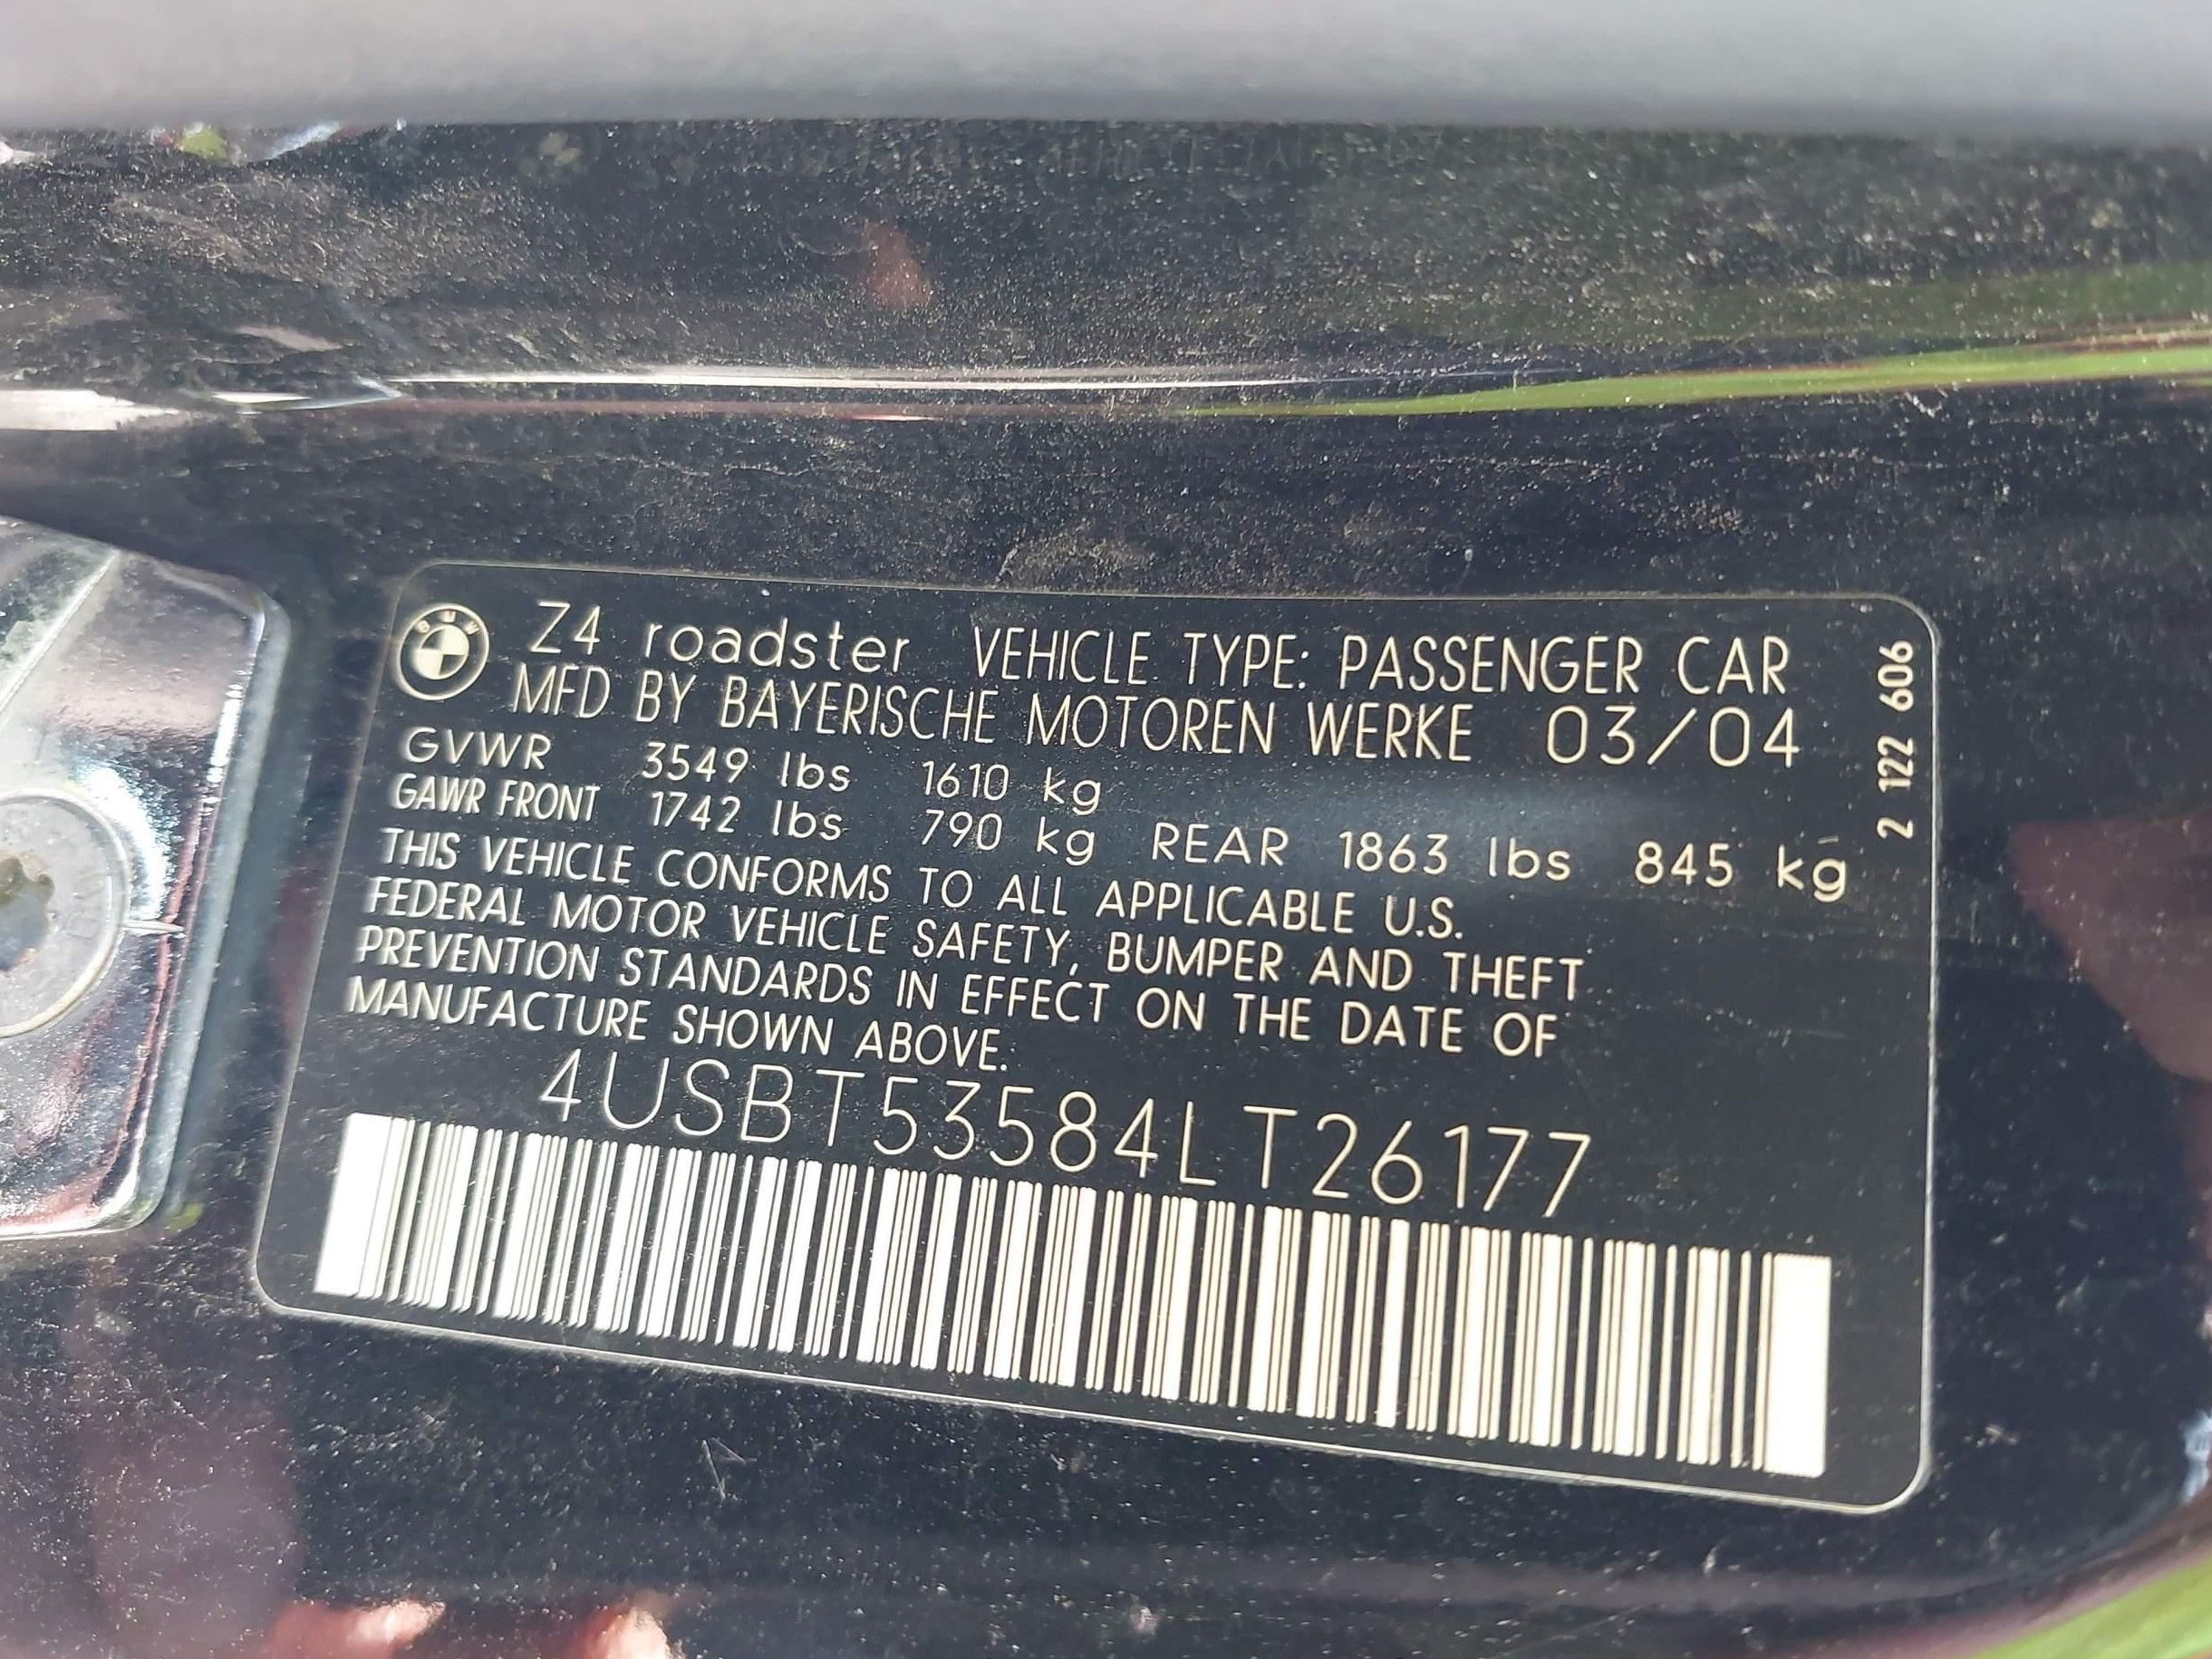 BMW
Z4 roadster VEHICLE TYPE: PASSENGER CAR
MFD BY BAYERISCHE MOTOREN WERKE 03/04
GVWR 3549 lbs 1610 kg
GAWR FRONT 1742 lbs 790 kg REAR 1863 lbs 845 kg
THIS VEHICLE CONFORMS TO ALL APPLICABLE U.S.
FEDERAL MOTOR VEHICLE SAFETY, BUMPER AND THEFT
PREVENTION STANDARDS IN EFFECT ON THE DATE OF
MANUFACTURE SHOWN ABOVE.
4USBT53584LT26177
2 122 606